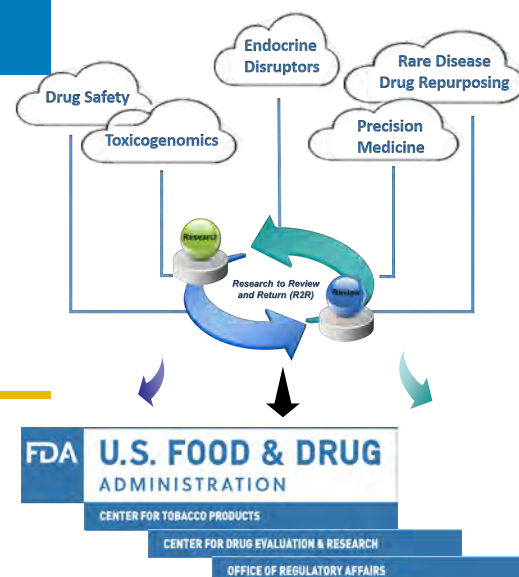 Endocrine
Disruptors
Rare Disease
Drug Repurposing
Drug Safety
Toxicogenomics
Precision
Medicine
Research
Research to Review
and Return (R2R)
Review
FDA
U.S. FOOD & DRUG
ADMINISTRATION
CENTER FOR TOBACCO PRODUCTS
CENTER FOR DRUG EVALUATION & RESEARCH
OFFICE OF REGULATORY AFFAIRS